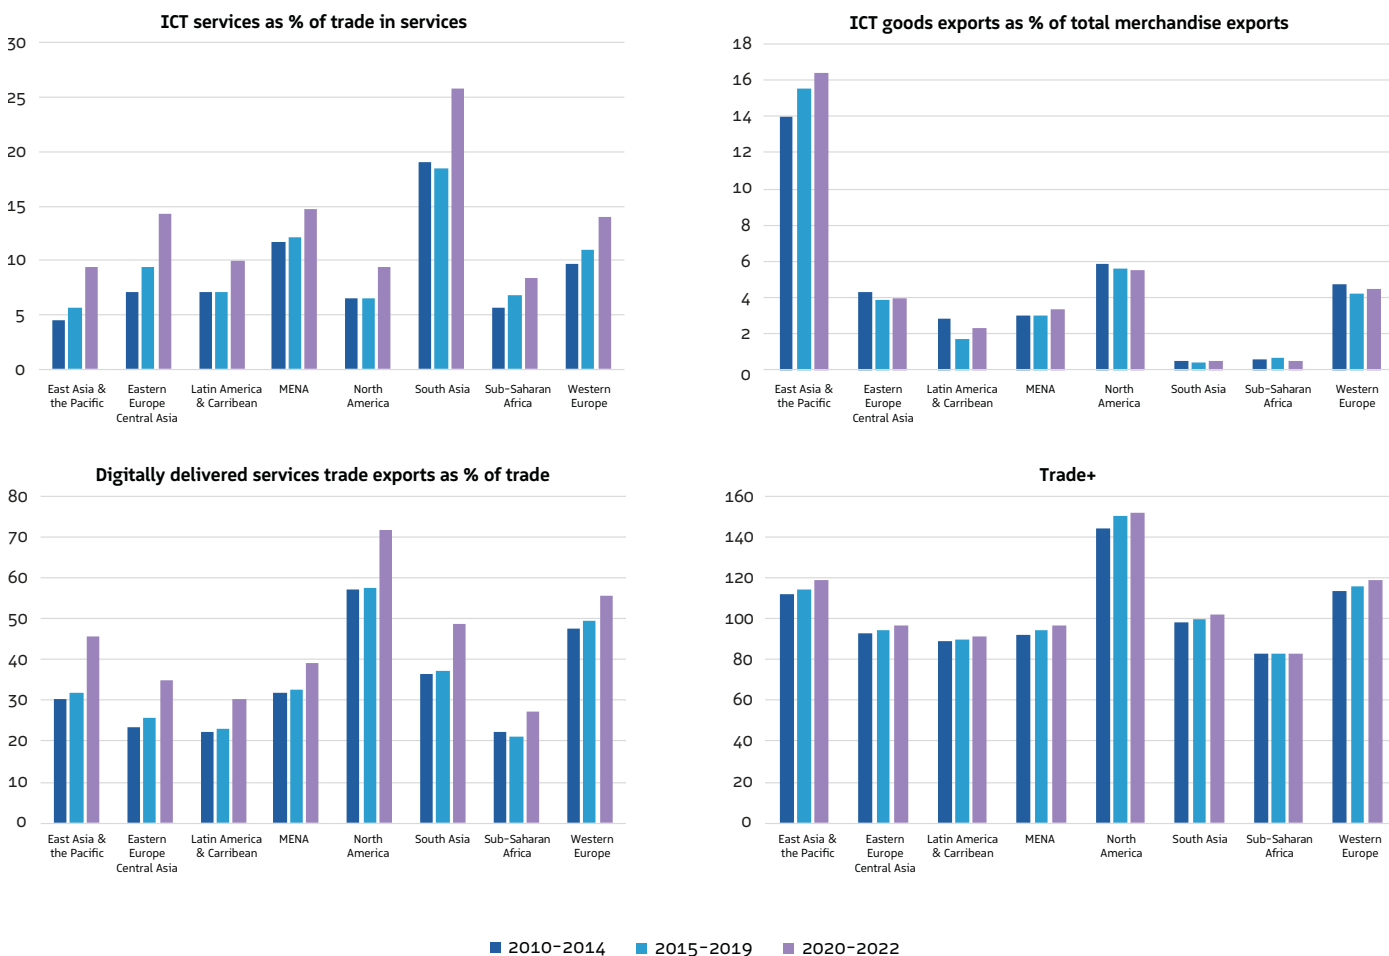 ICT services as % of trade in services
30
25
20
15
10
5
0
East Asia &
the Pacific
Eastern
Europe
Central Asia
Latin America
& Carribean
MENA
North
America
South Asia
Sub-Saharan
Africa
Western
Europe
ICT goods exports as % of total merchandise exports
18
16
14
12
10
8
6
4
2
0
East Asia &
the Pacific
Eastern
Europe
Central Asia
Latin America
& Carribean
MENA
North
America
South Asia
Sub-Saharan
Africa
Western
Europe
Digitally delivered services trade exports as % of trade
80
70
60
50
40
30
20
10
0
East Asia &
the Pacific
Eastern
Europe
Central Asia
Latin America
& Carribean
MENA
North
America
South Asia
Sub-Saharan
Africa
Western
Europe
Trade+
160
140
120
100
80
60
40
20
0
East Asia &
the Pacific
Eastern
Europe
Central Asia
Latin America
& Carribean
MENA
North
America
South Asia
Sub-Saharan
Africa
Western
Europe
2010-2014 2015-2019 2020-2022